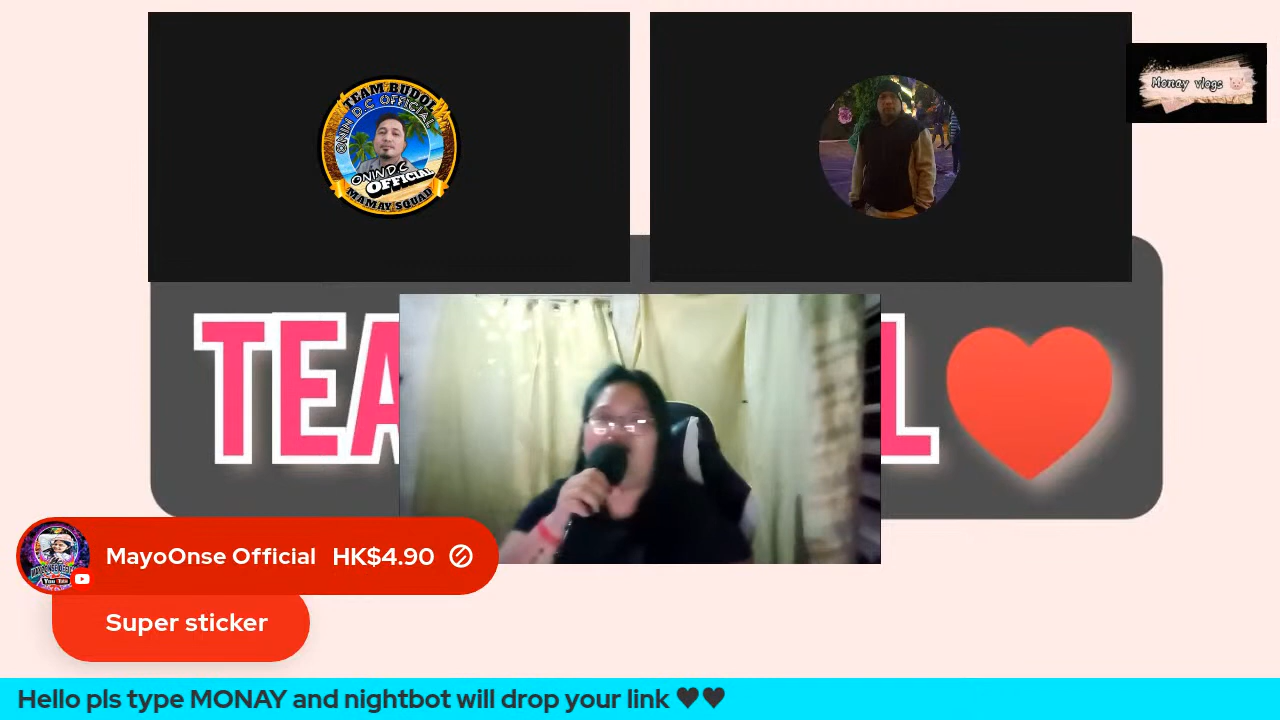 TEAM BUDOL
ONIN D.C OFFICIAL
ONIN D C
OFFICIAL
MAMAY SQUAD
Monay vlogs
TEA
L
MayoOnse Official HK$4.90
Super sticker
Hello pls type MONAY and nightbot will drop your link ♥♥